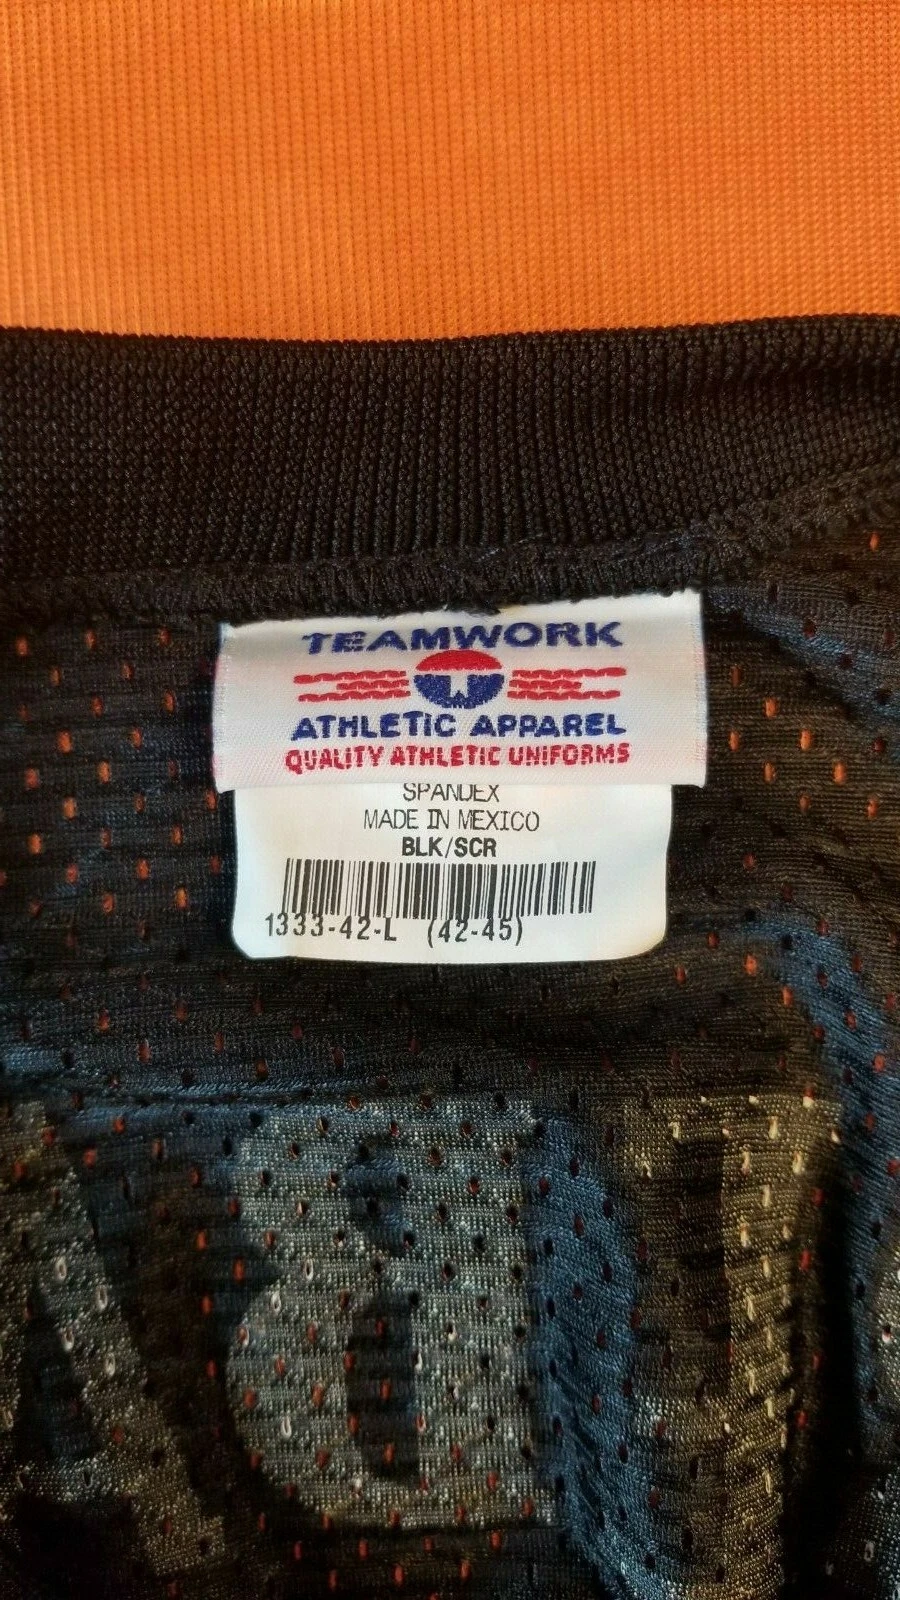 TEAMWORK
ATHLETIC APPAREL
QUALITY ATHLETIC UNIFORMS
SPANDEX
MADE IN MEXICO
BLK/SCR
1333-42-L (42-45)